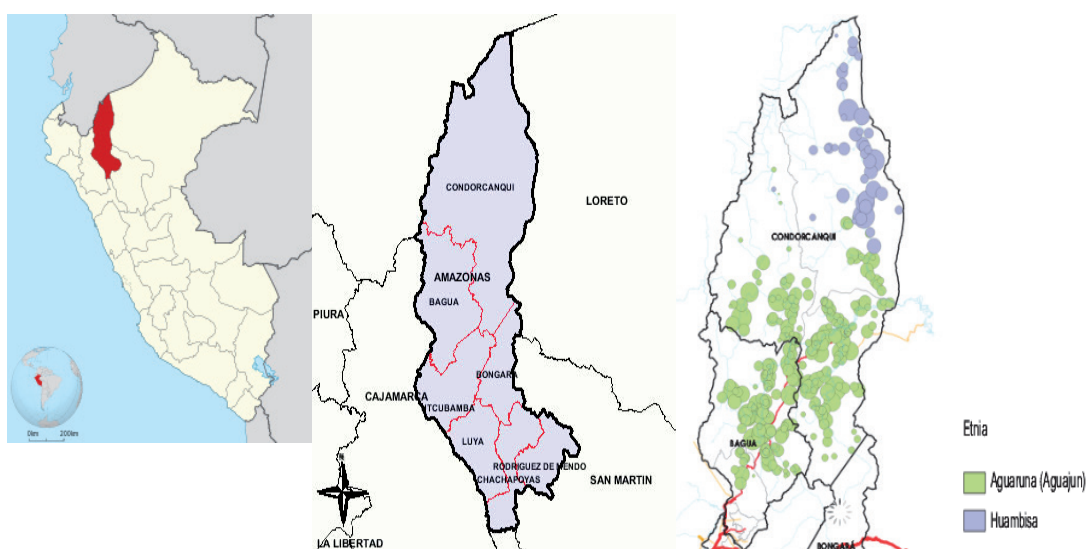 0km 200km
CONDORCANQUI
LORETO
AMAZONAS
BAGUA
PIURA
BONGARA
CAJAMARCA
UTCUBAMBA
LUYA
RODRIGUEZ DE MENDO
CHACHAPOYAS
SAN MARTIN
LA LIBERTAD
CONDORCANQUI
BAGUA
BONGARÁ
Etnia
Aguaruna (Aguajun)
Huambisa